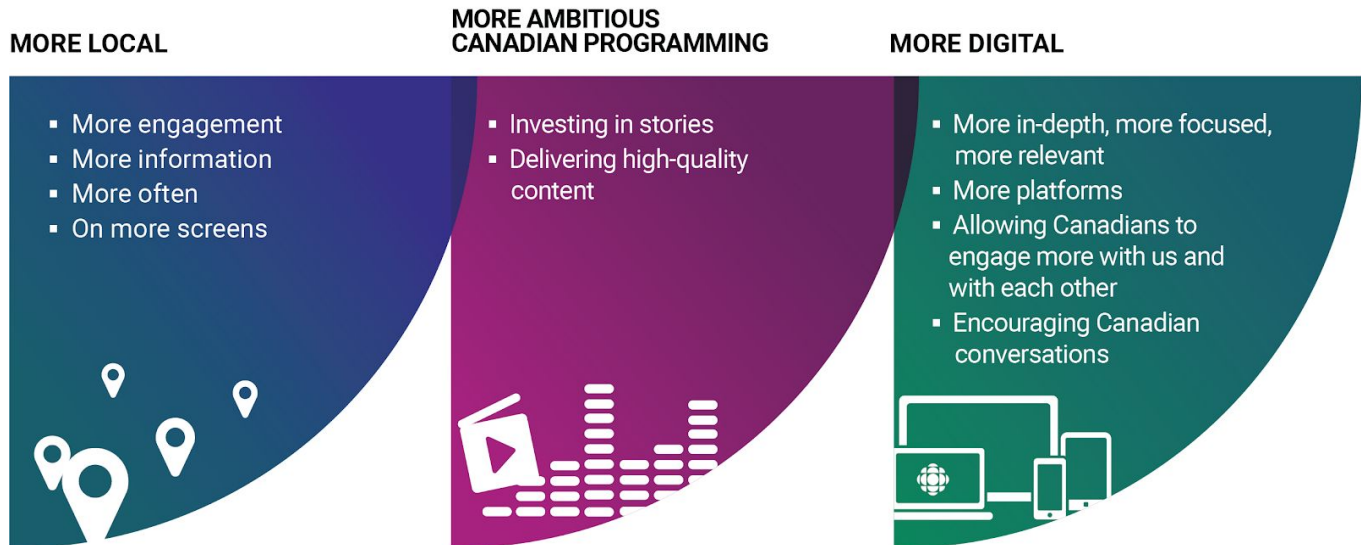 MORE LOCAL
▪ More engagement
▪ More information
▪ More often
▪ On more screens
MORE AMBITIOUS
CANADIAN PROGRAMMING
▪ Investing in stories
▪ Delivering high-quality
content
MORE DIGITAL
▪ More in-depth, more focused,
more relevant
▪ More platforms
▪ Allowing Canadians to
engage more with us and
with each other
▪ Encouraging Canadian
conversations